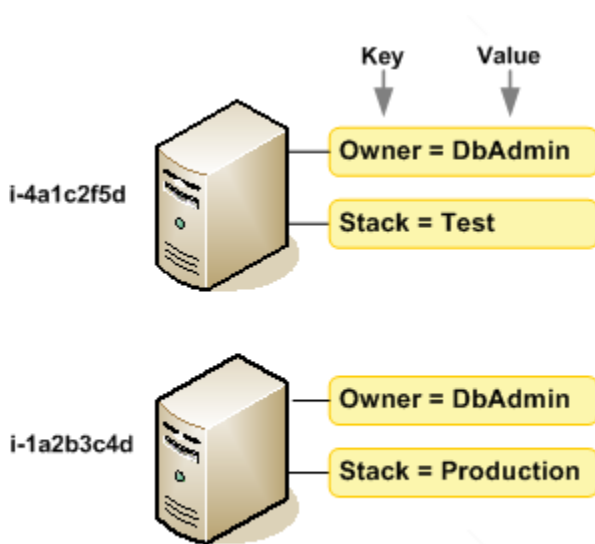 Key Value
Owner = DbAdmin
i-4a1c2f5d
Stack = Test
Owner = DbAdmin
i-1a2b3c4d
Stack = Production